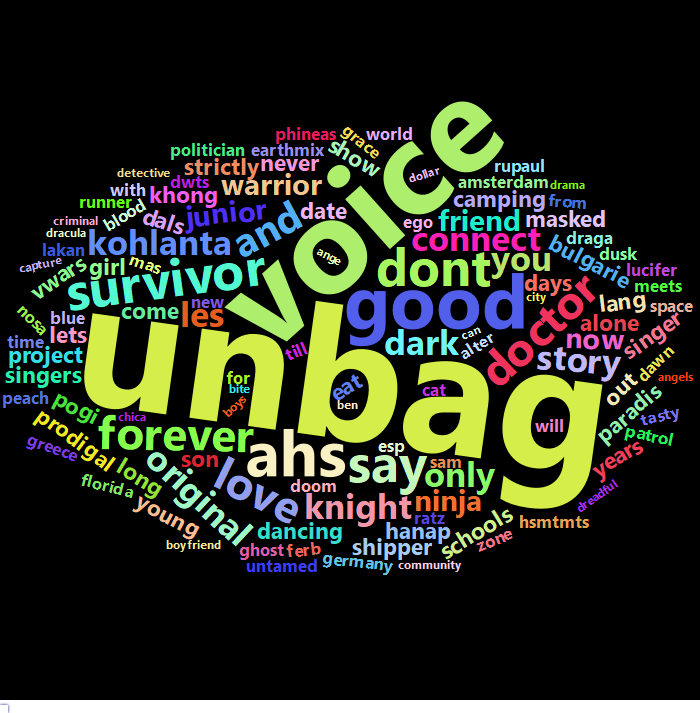 phineas
grace
world
politician
earthmix
show
detective
strictly
never
dollar
rupaul
dwts
warrior
voice
amsterdam
drama
with
khong
runner
camping
from
criminal
blood
dals
junior
date
ego
friend
masked
dracula
and
draga
lakan
kohlanta
connect
dusk
capture
vwars
girl
mas
survivor
ange
dont
you
bulgarie
lucifer
new
good
days
meets
nosa
blue
come
les
city
doctor
lang
space
time
lets
till
dark
can
alter
now
alone
singer
project
unbag
story
dawn
singers
for
bite
eat
cat
out
angels
peach
pogi
chica
boys
ben
will
paradis
tasty
prodigal
forever
ahs
esp
patrol
greece
long
son
say
sam
only
years
florida
original
love
doom
dreadful
young
knight
ratz
ninja
hsmtmts
boyfriend
dancing
hanap
schools
zone
ghost
ferb
shipper
untamed
germany
community